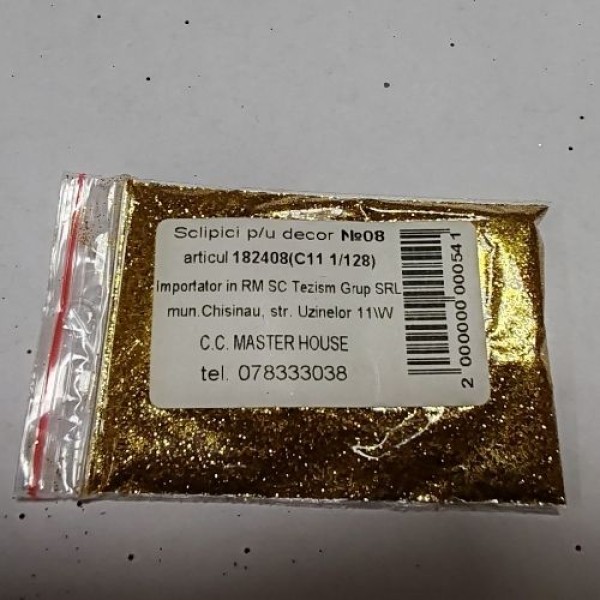 Sclipici p/u decor №08
articul 182408(C11 1/128)
Importator in RM SC Tezism Grup SRL
mun.Chisinau, str. Uzinelor 11\W
C.C. MASTER HOUSE
tel. 078333038
2 000000 000541